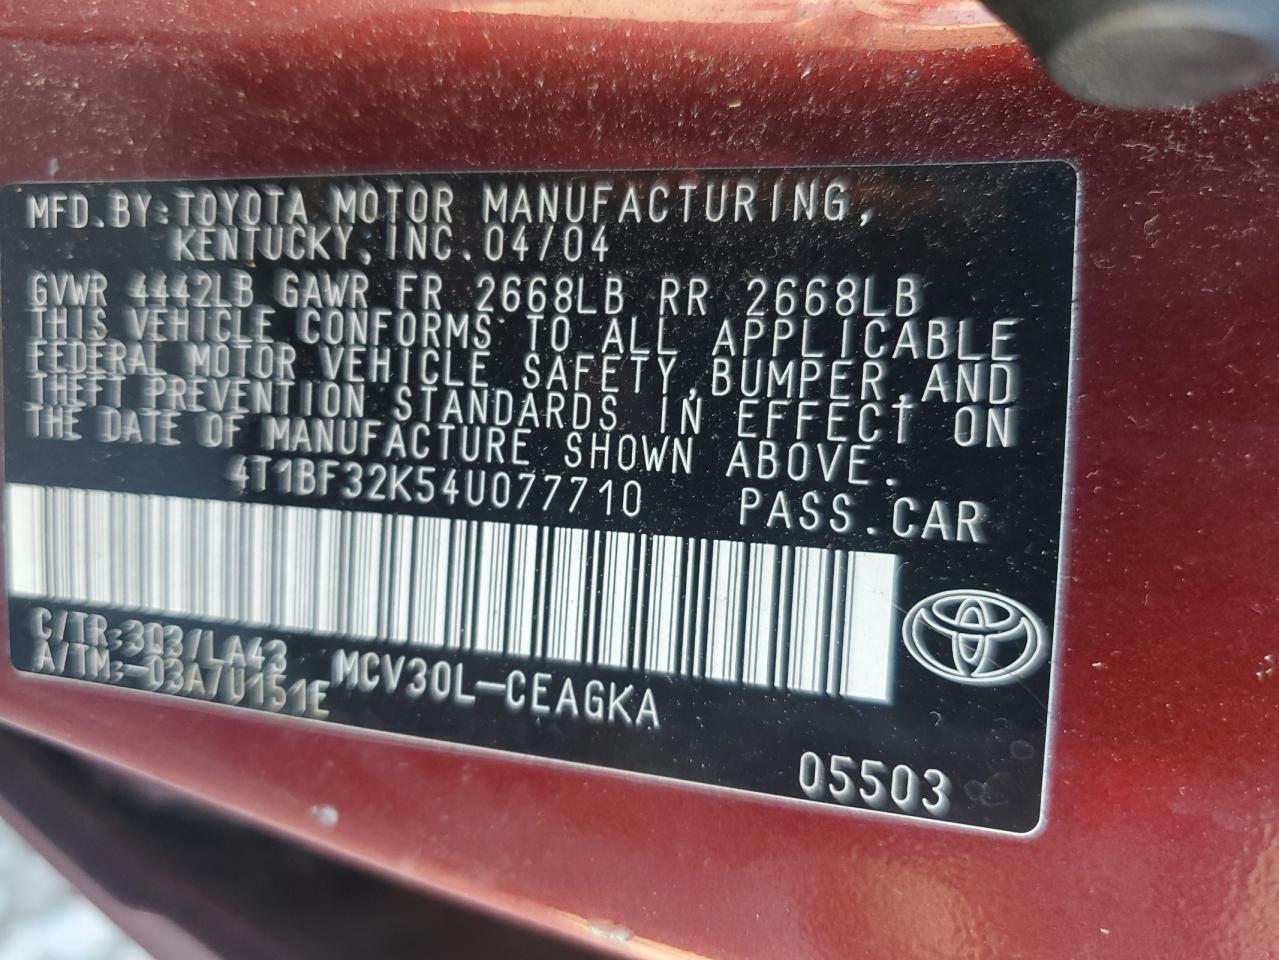 MFD.BY:TOYOTA MOTOR MANUFACTURING,
KENTUCKY,INC.04/04
GVWR 4442LB GAWR FR 2668LB RR 2668LB
THIS VEHICLE CONFORMS TO ALL APPLICABLE
FEDERAL MOTOR VEHICLE SAFETY,BUMPER,AND
THEFT PREVENTION STANDARDS IN EFFECT ON
THE DATE OF MANUFACTURE SHOWN ABOVE.
4T1BF32K54U077710 PASS.CAR
C/TR:3Q3/LA43 MCV30L-CEAGKA
A/TM:-03A/U151E
05503